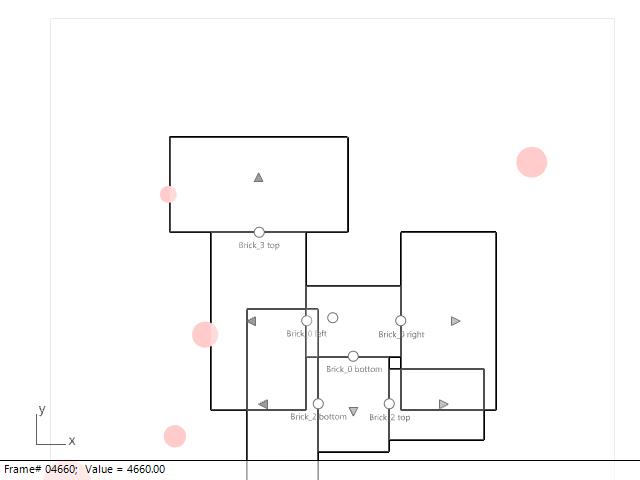 Brick_3 top
Brick_0 left
Brick_0 right
Brick_0 bottom
Brick_2 bottom
Brick_2 top
y
x
Frame# 04660; Value = 4660.00